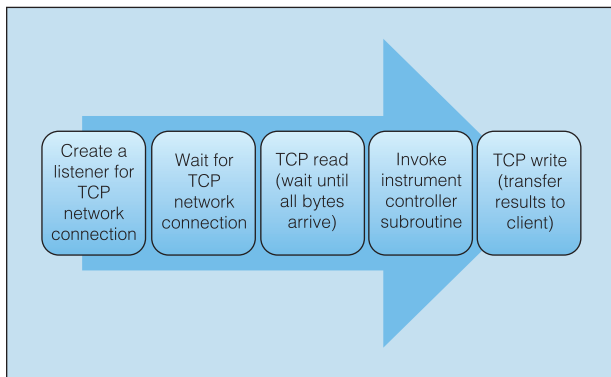 Create a
listener for
TCP
network
connection
Wait for
TCP
network
connection
TCP read
(wait until
all bytes
arrive)
Invoke
instrument
controller
subroutine
TCP write
(transfer
results to
client)